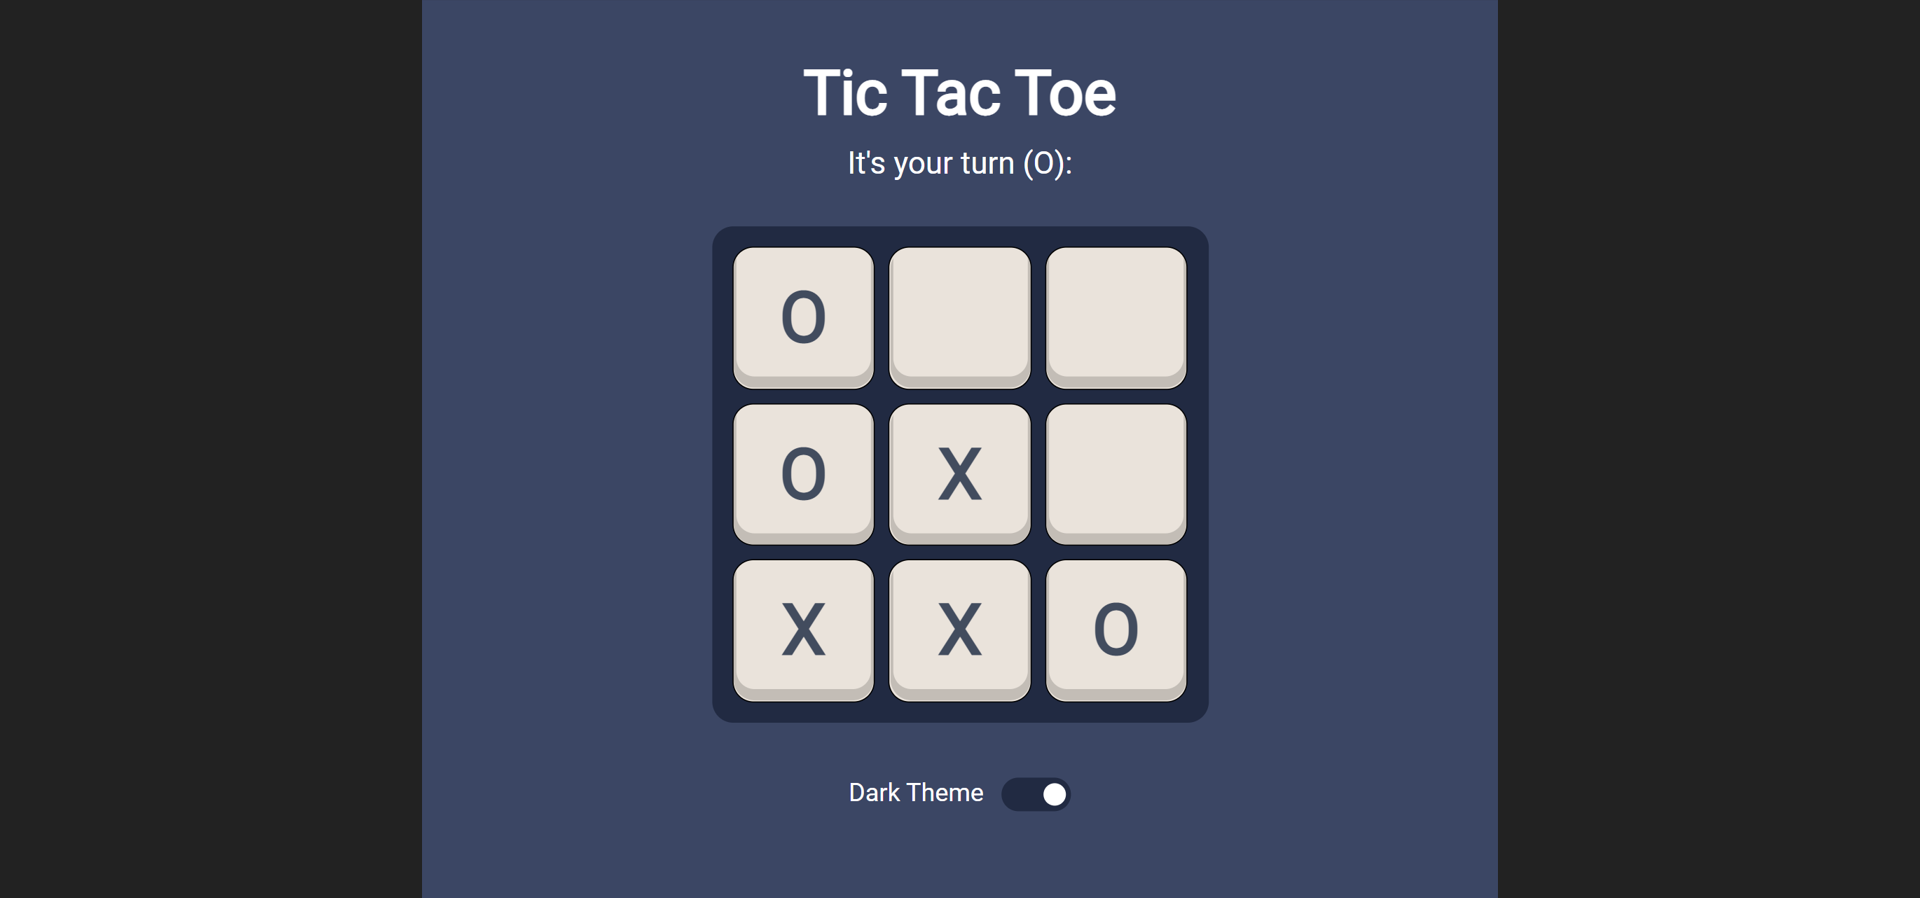 Tic Tac Toe
It's your turn (O):
O
O X
X X O
Dark Theme